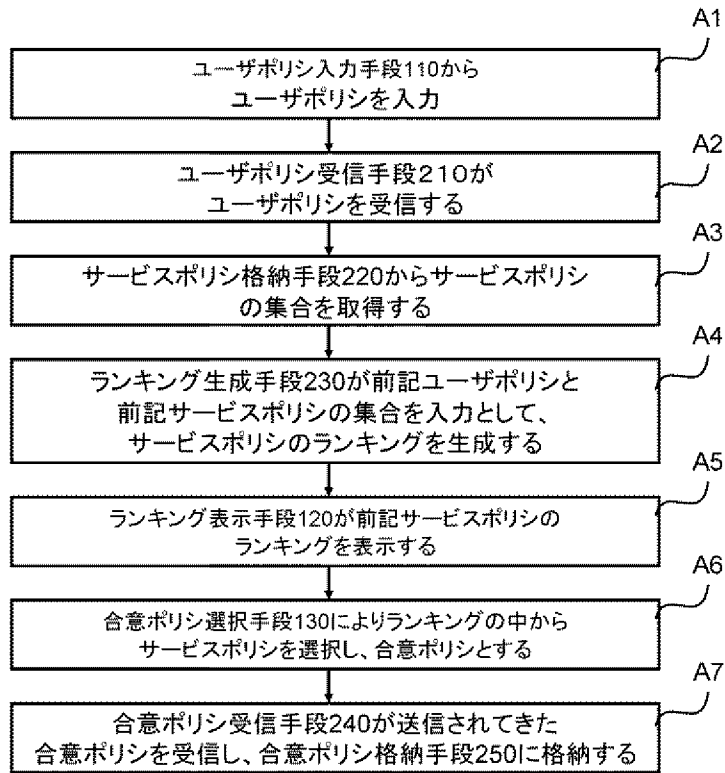 A1
ユーザポリシ入力手段110から
ユーザポリシを入力
A2
ユーザポリシ受信手段210が
ユーザポリシを受信する
A3
サービスポリシ格納手段220からサービスポリシ
の集合を取得する
A4
ランキング生成手段230が前記ユーザポリシと
前記サービスポリシの集合を入力として、
サービスポリシのランキングを生成する
A5
ランキング表示手段120が前記サービスポリシの
ランキングを表示する
A6
合意ポリシ選択手段130によりランキングの中から
サービスポリシを選択し、合意ポリシとする
A7
合意ポリシ受信手段240が送信されてきた
合意ポリシを受信し、合意ポリシ格納手段250に格納する